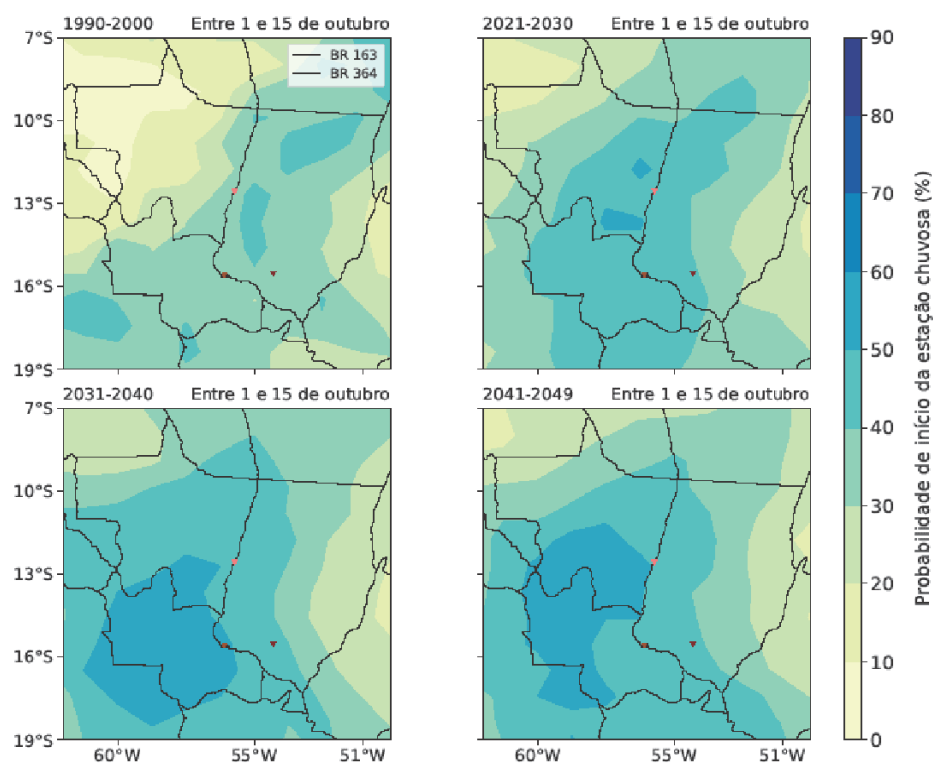 1990-2000 Entre 1 e 15 de outubro
2021-2030 Entre 1 e 15 de outubro
7°S
10°S
13°S
16°S
19°S
BR 163
BR 364
2031-2040 Entre 1 e 15 de outubro
2041-2049 Entre 1 e 15 de outubro
7°S
10°S
13°S
16°S
19°S
60°W 55°W 51°W
60°W 55°W 51°W
90
80
70
60
50
40
30
20
10
0
Probabilidade de início da estação chuvosa (%)